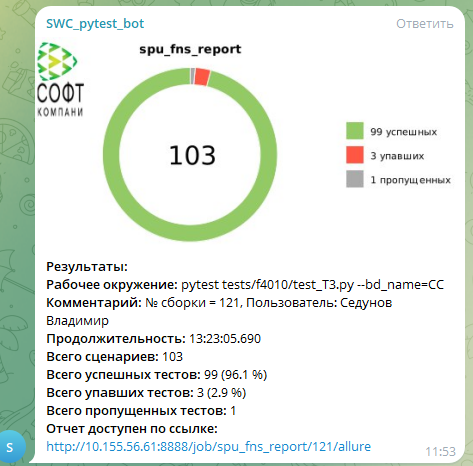 SWC_pytest_bot
Ответить
СОФТ
КОМПАНИ
spu_fns_report
103
99 успешных
3 упавших
1 пропущенных
Результаты:
Рабочее окружение: pytest tests/f4010/test_T3.py --bd_name=CC
Комментарий: № сборки = 121, Пользователь: Седунов
Владимир
Продолжительность: 13:23:05.690
Всего сценариев: 103
Всего успешных тестов: 99 (96.1 %)
Всего упавших тестов: 3 (2.9 %)
Всего пропущенных тестов: 1
Отчет доступен по ссылке:
http://10.155.56.61:8888/job/spu_fns_report/121/allure
11:53
S